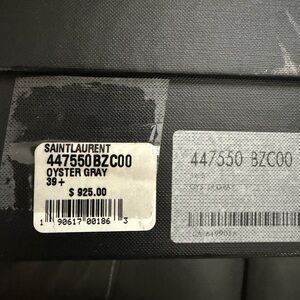 SAINTLAURENT
447550BZC00
OYSTER GRAY
39+
$ 925.00
1 90617 00186 3
447550 BZC00